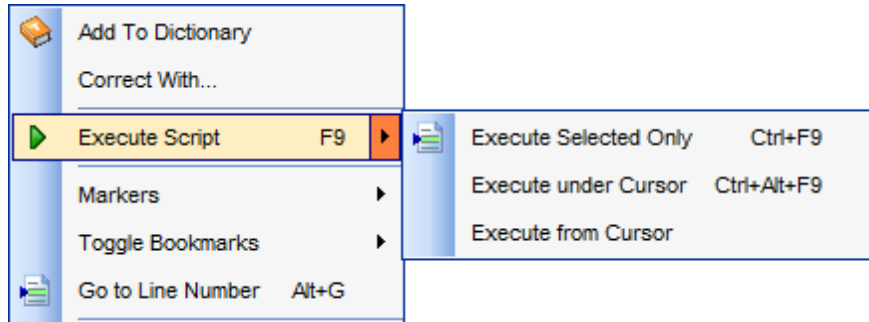 Add To Dictionary
Correct With...
Execute Script F9
Execute Selected Only Ctrl+F9
Execute under Cursor Ctrl+Alt+F9
Execute from Cursor
Markers
Toggle Bookmarks
Go to Line Number Alt+G